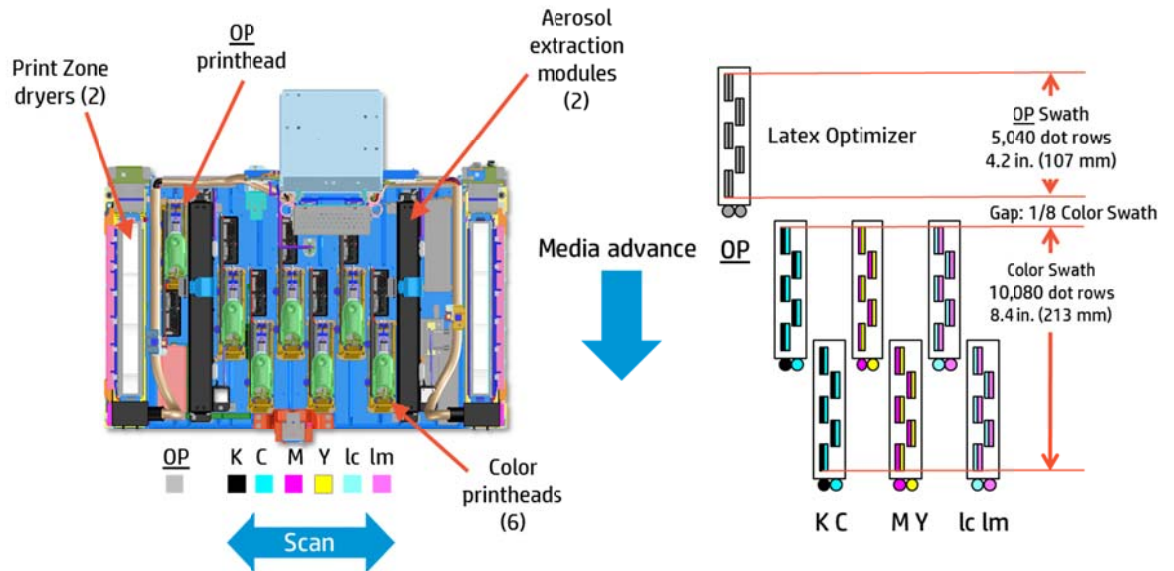 OP
printhead
Aerosol
extraction
modules
(2)
Print Zone
dryers (2)
OP
K C M Y lc lm
Color
printheads
(6)
Scan
Media advance
Latex Optimizer
OP Swath
5,040 dot rows
4.2 in. (107 mm)
Gap: 1/8 Color Swath
OP
Color Swath
10,080 dot rows
8.4 in. (213 mm)
K C
M Y
lc lm